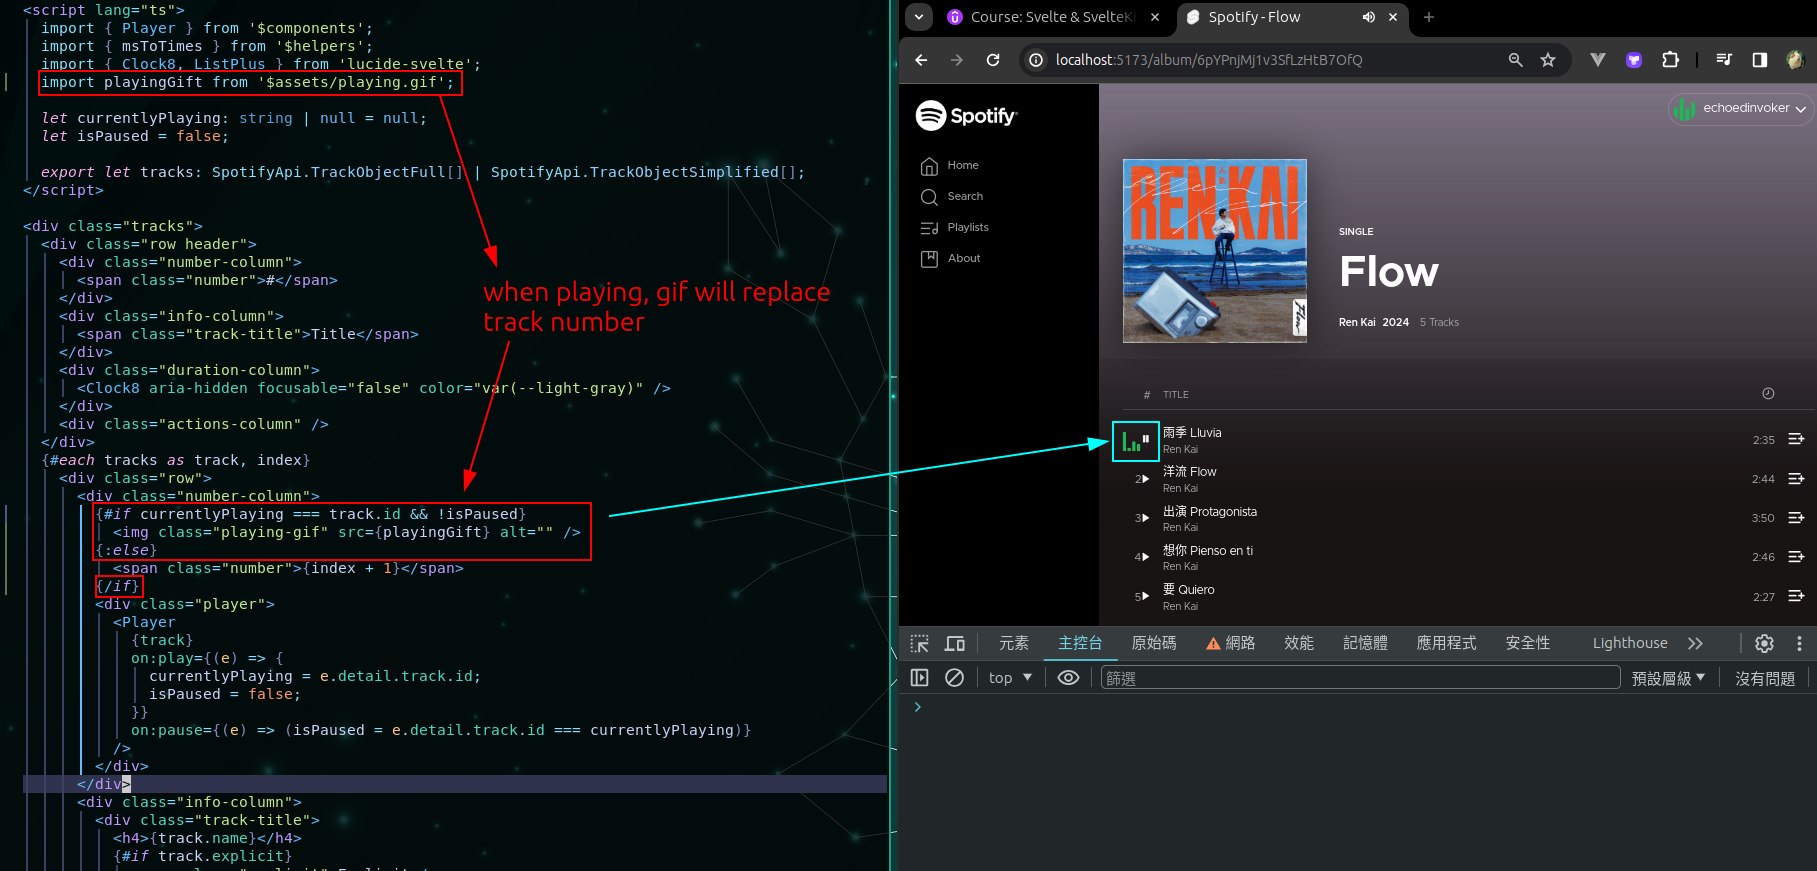 <script lang="ts">
import { Player } from '$components';
import { msToTimes } from '$helpers';
import { Clock8, ListPlus } from 'lucide-svelte';
import playingGift from '$assets/playing.gif';
let currentlyPlaying: string | null = null;
let isPaused = false;
export let tracks: SpotifyApi.TrackObjectFull[] | SpotifyApi.TrackObjectSimplified[];
</script>
<div class="tracks">
<div class="row header">
<div class="number-column">
<span class="number">#</span>
</div>
<div class="info-column">
<span class="track-title">Title</span>
</div>
<div class="duration-column">
<Clock8 aria-hidden focusable="false" color="var(--light-gray)" />
</div>
<div class="actions-column" />
</div>
{#each tracks as track, index}
<div class="row">
<div class="number-column">
{#if currentlyPlaying === track.id && !isPaused}
<img class="playing-gif" src={playingGift} alt="" />
{:else}
<span class="number">{index + 1}</span>
{/if}
<div class="player">
<Player
{track}
on:play={(e) => {
currentlyPlaying = e.detail.track.id;
isPaused = false;
}}
on:pause={(e) => (isPaused = e.detail.track.id === currentlyPlaying)}
/>
</div>
</div>
<div class="info-column">
<div class="track-title">
<h4>{track.name}</h4>
{#if track.explicit}
when playing, gif will replace
track number
Course: Svelte & SvelteKi
Spotify - Flow
localhost:5173/album/6pYPnJMJ1v3SfLzHtB7OfQ
Spotify
echoedinvoker
Home
Search
Playlists
About
REN KAI
SINGLE
Flow
Ren Kai 2024 5 Tracks
# TITLE
雨季 Lluvia
Ren Kai
2:35
2
洋流 Flow
Ren Kai
2:44
3
出演 Protagonista
Ren Kai
3:50
4
想你 Pienso en ti
Ren Kai
2:46
5
要 Quiero
Ren Kai
2:27
元素 主控台 原始碼 網路 效能 記憶體 應用程式 安全性 Lighthouse
top 篩選 預設層級 沒有問題